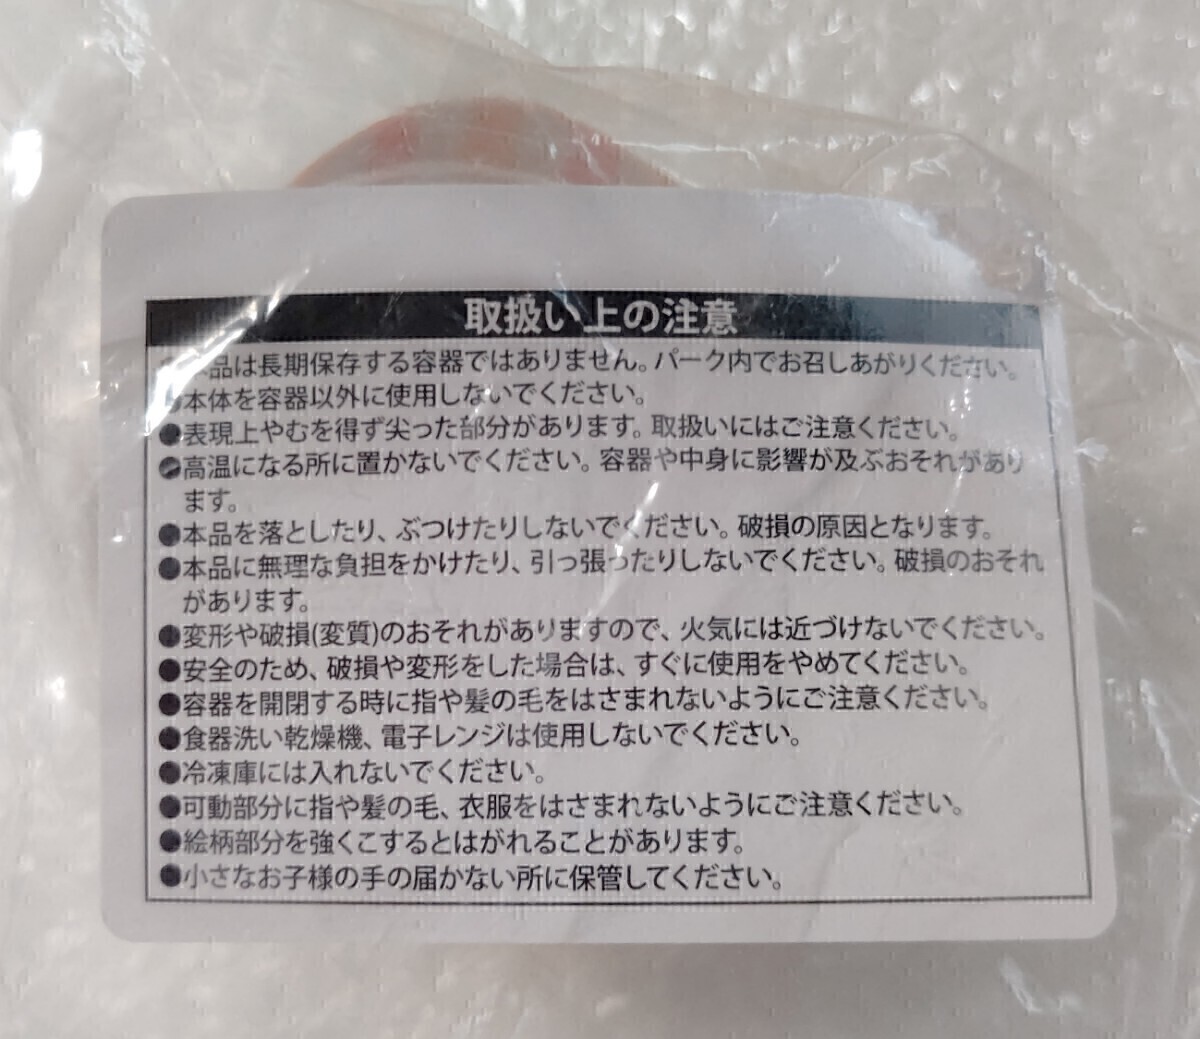 取扱い上の注意
品は長期保存する容器ではありません。パーク内でお召しあがりください。
●本体を容器以外に使用しないでください。
●表現上やむを得ず尖った部分があります。取扱いにはご注意ください。
●高温になる所に置かないでください。容器や中身に影響が及ぶおそれがあり
ます。
●本品を落としたり、ぶつけたりしないでください。破損の原因となります。
●本品に無理な負担をかけたり、引っ張ったりしないでください。破損のおそれ
があります。
●変形や破損(変質)のおそれがありますので、火気には近づけないでください。
●安全のため、破損や変形をした場合は、すぐに使用をやめてください。
●容器を開閉する時に指や髪の毛をはさまれないようにご注意ください。
●食器洗い乾燥機、電子レンジは使用しないでください。
●冷凍庫には入れないでください。
●可動部分に指や髪の毛、衣服をはさまれないようにご注意ください。
●絵柄部分を強くこするとはがれることがあります。
●小さなお子様の手の届かない所に保管してください。